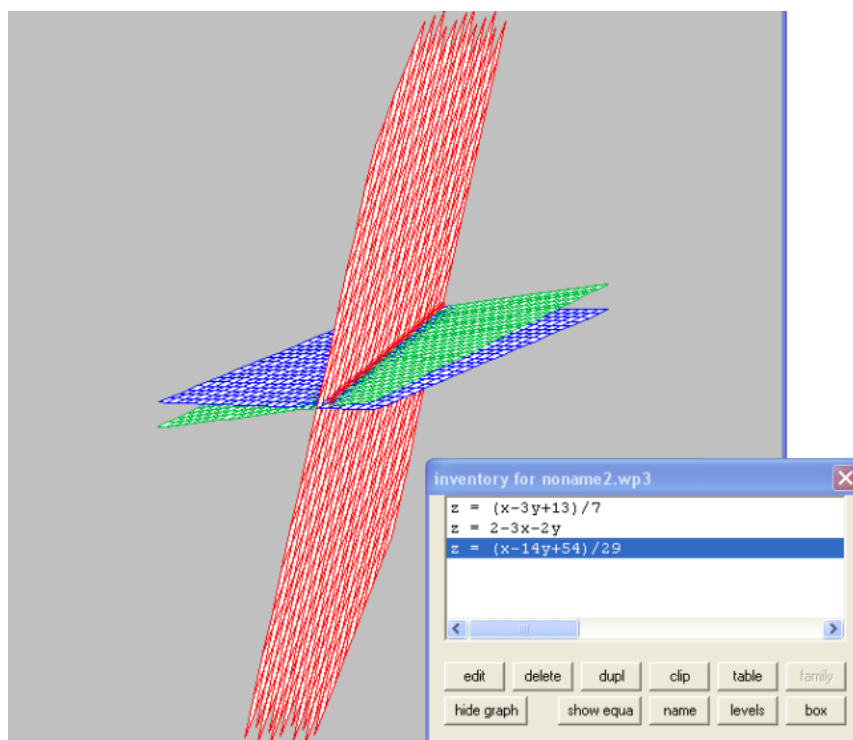 inventory for noname2.wp3
z = (x-3y+13)/7
z = 2-3x-2y
z = (x-14y+54)/29
edit delete dupl clip table family
hide graph show equa name levels box